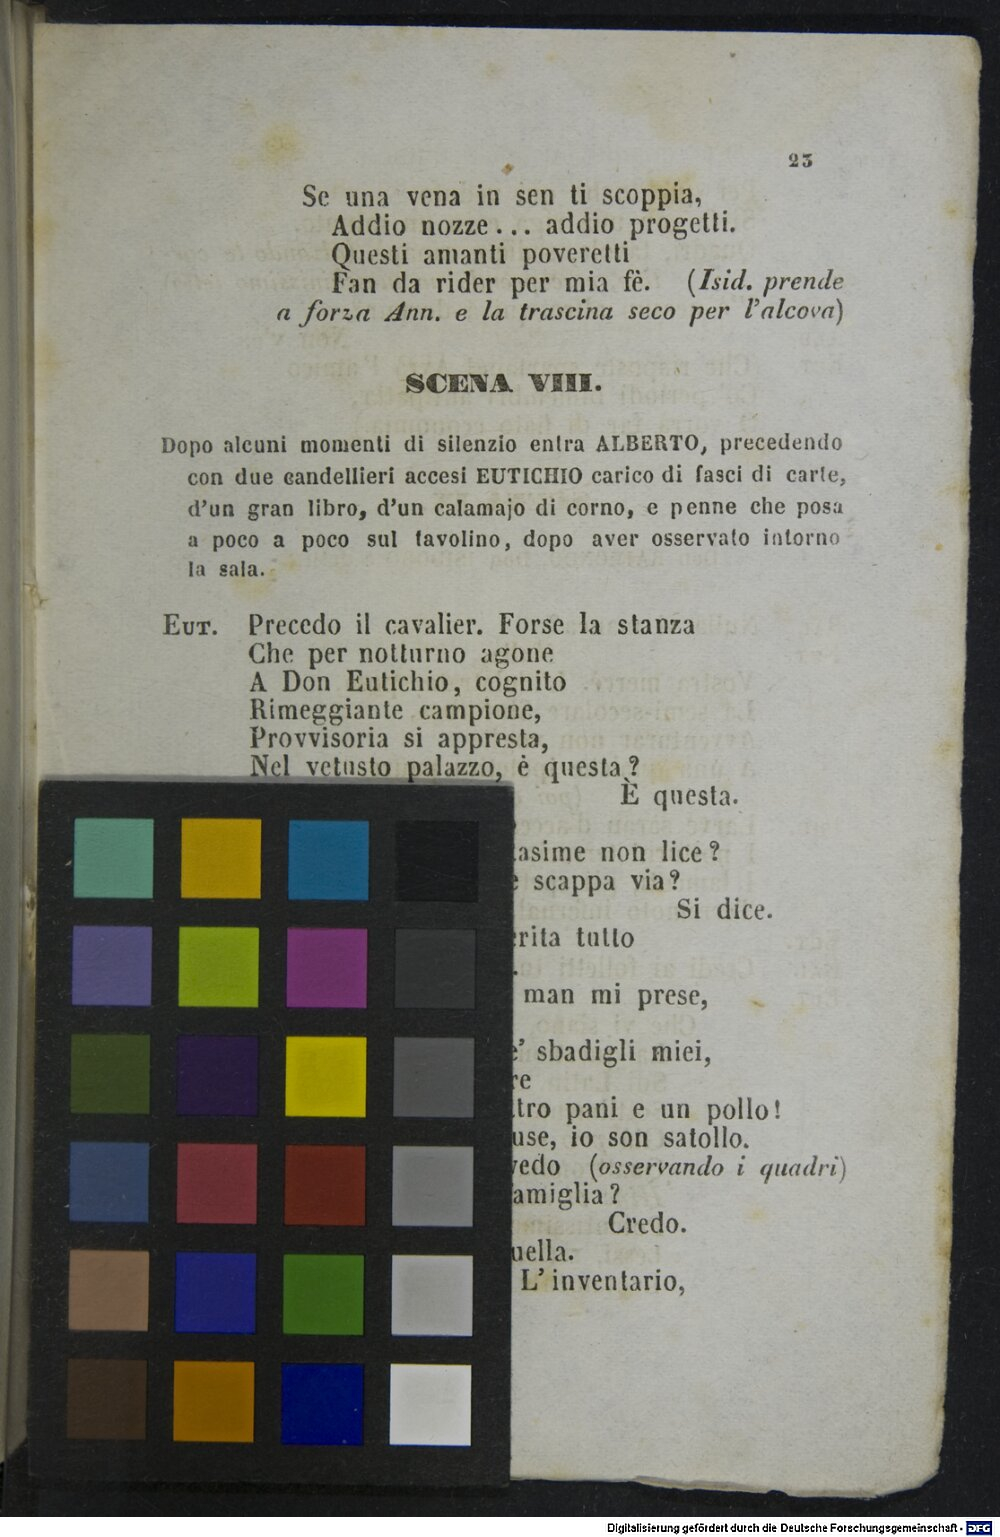 23
Se una vena in sen ti scoppia,
Addio nozze... addio progetti.
Questi amanti poveretti
Fan da rider per mia fè. (Isid. prende
a forza Ann. e la trascina seco per l'alcova)
SCENA VIII.
Dopo alcuni momenti di silenzio entra ALBERTO, precedendo
con due candellieri accesi EUTICHIO carico di fasci di carte,
d'un gran libro, d'un calamajo di corno, e penne che posa
a poco a poco sul tavolino, dopo aver osservato intorno
la sala.
EUT. Precedo il cavalier. Forse la stanza
Che per notturno agone
A Don Eutichio, cognito
Rimeggiante campione,
Provvisoria si appresta,
Nel vetusto palazzo, è questa?
È questa.
asime non lice?
scappa via?
Si dice.
rita tutto
man mi prese,
e' sbadigli miei,
re
tro pani e un pollo!
use, io son satollo.
vedo (osservando i quadri)
amiglia?
Credo.
uella.
L'inventario,
Digitalisierung gefördert durch die Deutsche Forschungsgemeinschaft - DFG